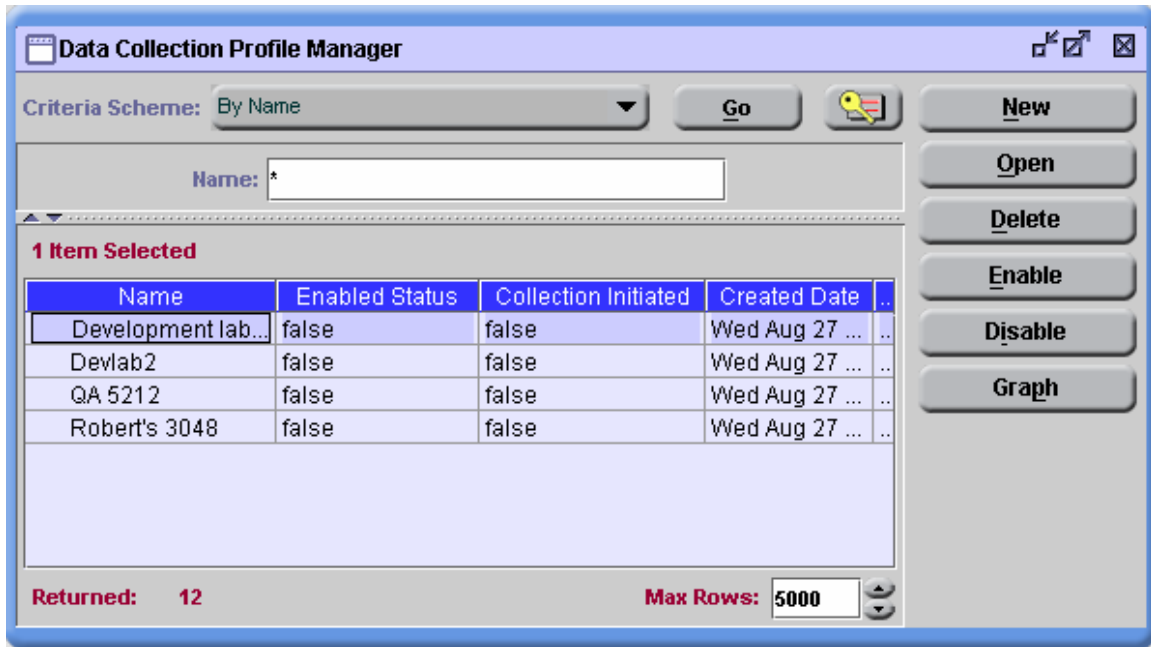 Data Collection Profile Manager
Criteria Scheme: By Name Go
Name: *
1 Item Selected
Name Enabled Status Collection Initiated Created Date ..
Development lab... false false Wed Aug 27 ... ..
Devlab2 false false Wed Aug 27 ... ..
QA 5212 false false Wed Aug 27 ... ..
Robert's 3048 false false Wed Aug 27 ... ..
Returned: 12 Max Rows: 5000
New
Open
Delete
Enable
Disable
Graph